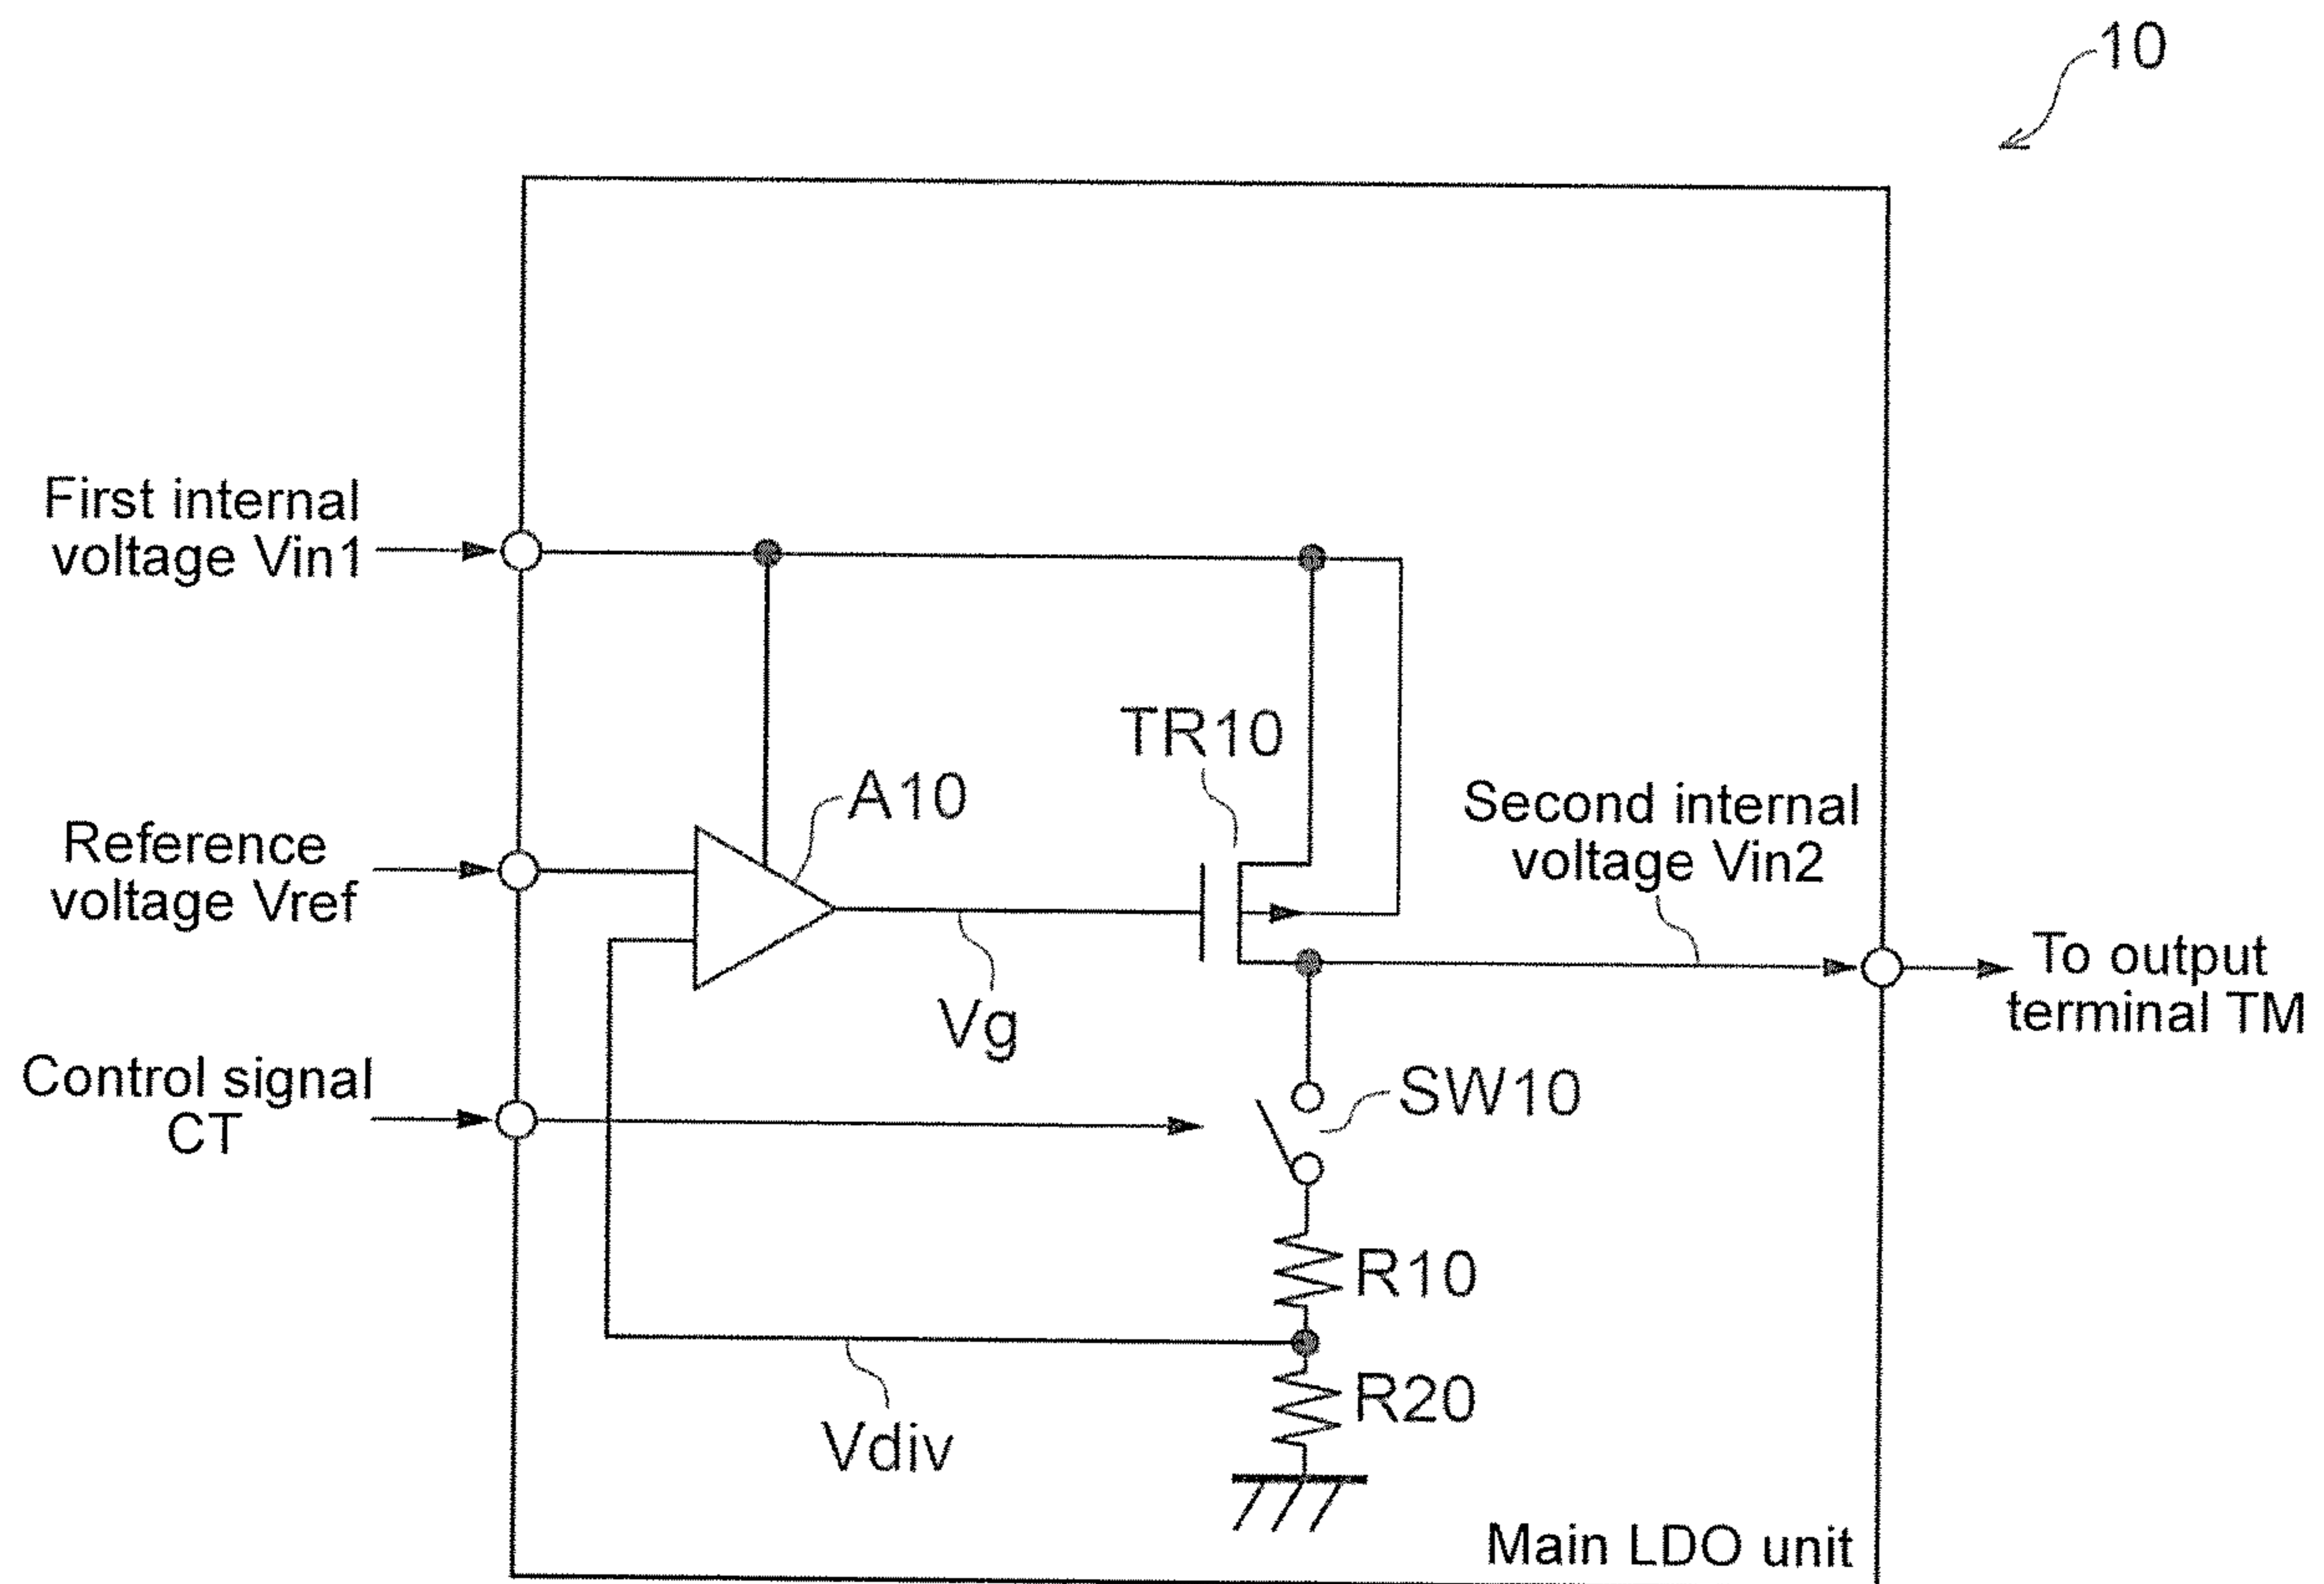 10
First internal
voltage Vin1
TR10
A10
Second internal
voltage Vin2
Reference
voltage Vref
To output
terminal TM
Vg
Control signal
CT
SW10
R10
R20
Vdiv
Main LDO unit